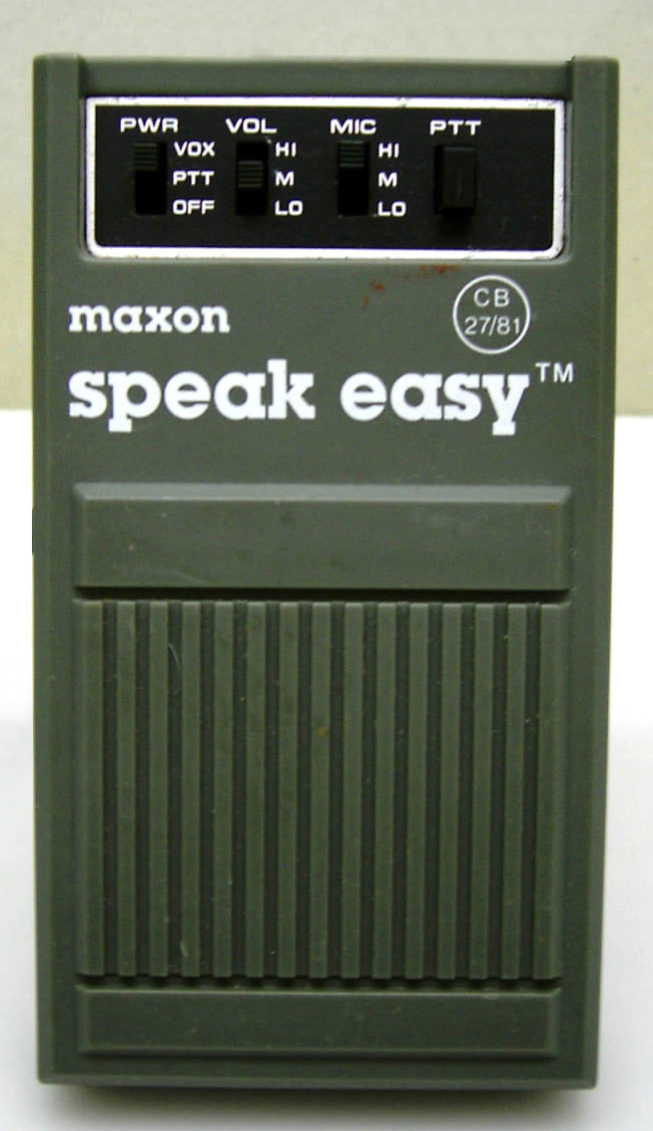 PWR VOL MIC PTT
VOX HI HI
PTT M M
OFF LO LO
CB
27/81
maxon
speak easy™